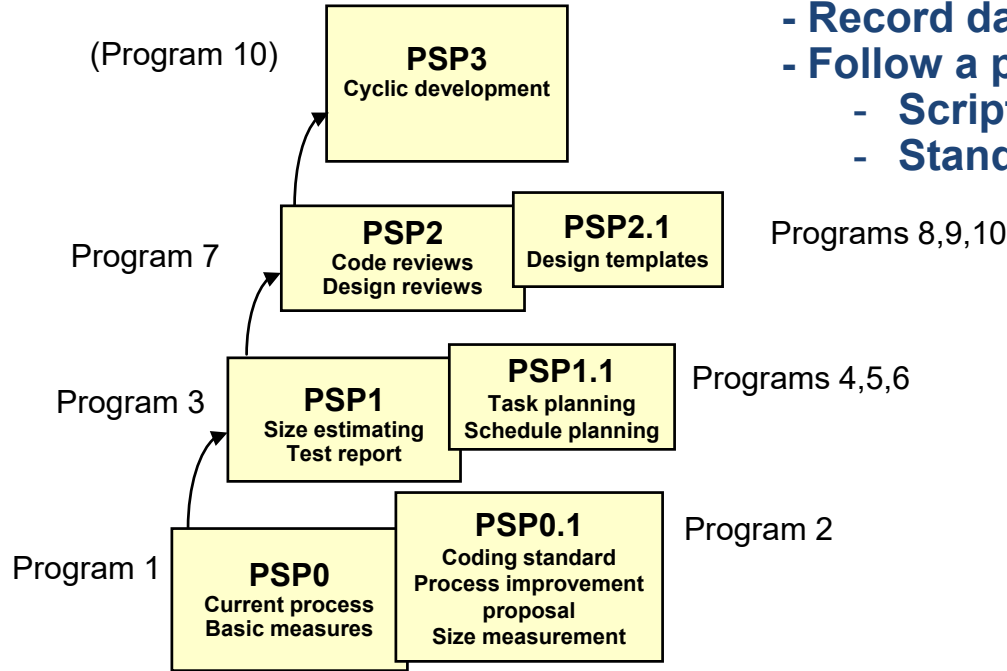 - Record
- Follow a
-
-
(Program 10)
PSP3
Cyclic development
Program 7
PSP2
Code reviews
Design reviews
PSP2.1
Design templates
Programs 8,9,10
Program 3
PSP1
Size estimating
Test report
PSP1.1
Task planning
Schedule planning
Programs 4,5,6
Program 1
PSP0
Current process
Basic measures
PSP0.1
Coding standard
Process improvement
proposal
Size measurement
Program 2